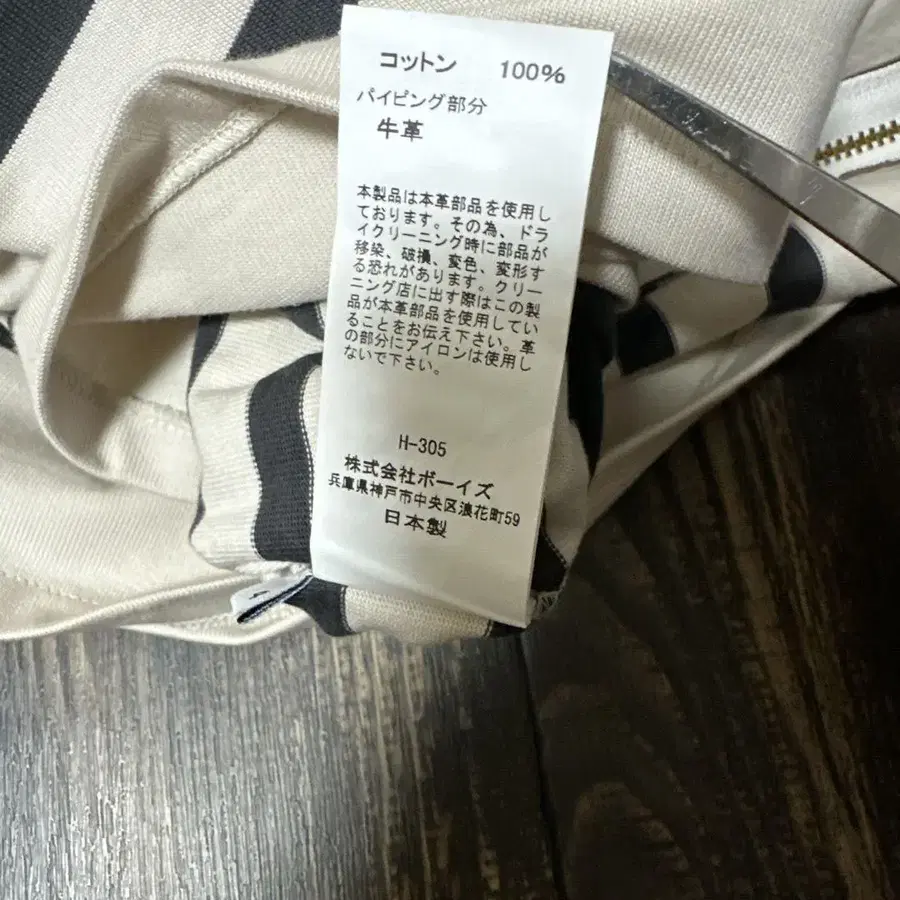 コットン 100%
パイピング部分
牛革
本製品は本革部品を使用し
ております。その為、ドラ
イクリーニング時に部品が
移染、破損、変色、変形す
る恐れがあります。クリー
ニング店に出す際はこの製
品が本革部品を使用してい
ることをお伝え下さい。革
の部分にアイロンは使用し
ないで下さい。
H-305
株式会社ボーイズ
兵庫県神戸市中央区浪花町59
日本製